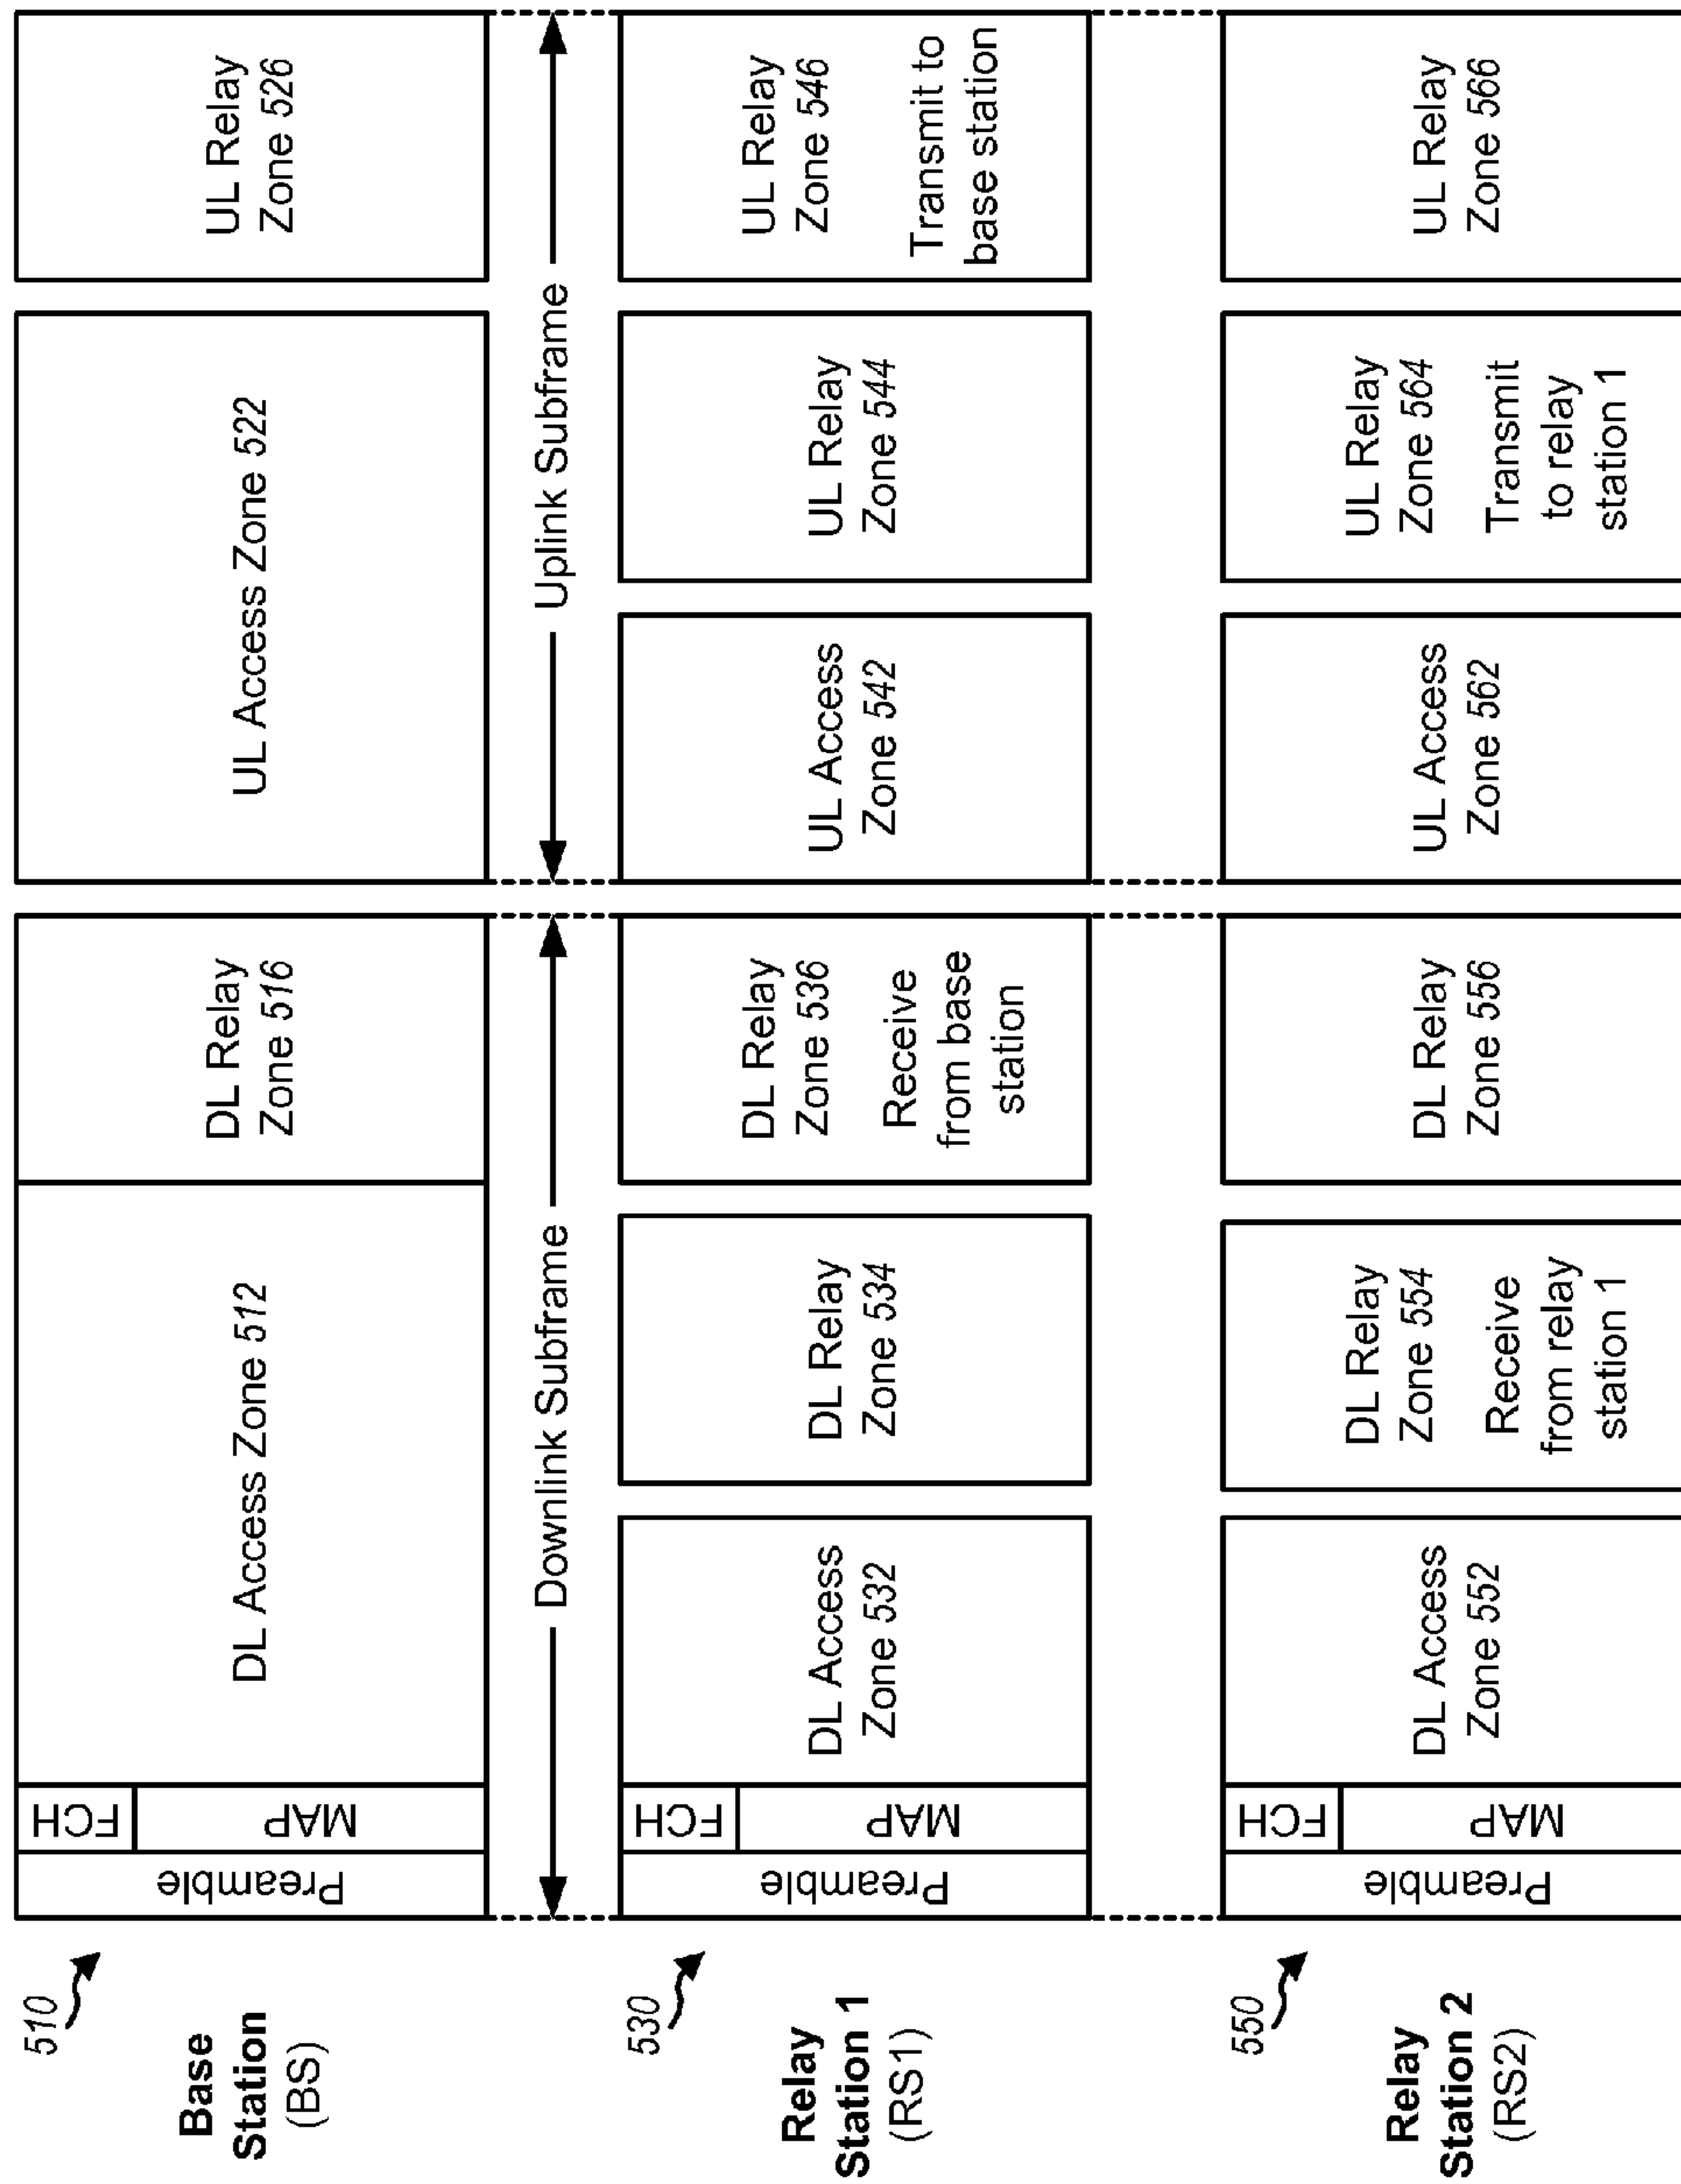 510
Base
Station
(BS)
Preamble
FCH
MAP
DL Access Zone 512
DL Relay
Zone 516
UL Access Zone 522
UL Relay
Zone 526
Downlink Subframe
Uplink Subframe
530
Relay
Station 1
(RS1)
Preamble
FCH
MAP
DL Access
Zone 532
DL Relay
Zone 534
DL Relay
Zone 536
Receive
from base
station
UL Access
Zone 542
UL Relay
Zone 544
UL Relay
Zone 546
Transmit to
base station
550
Relay
Station 2
(RS2)
Preamble
FCH
MAP
DL Access
Zone 552
DL Relay
Zone 554
Receive
from relay
station 1
DL Relay
Zone 556
UL Access
Zone 562
UL Relay
Zone 564
Transmit
to relay
station 1
UL Relay
Zone 566